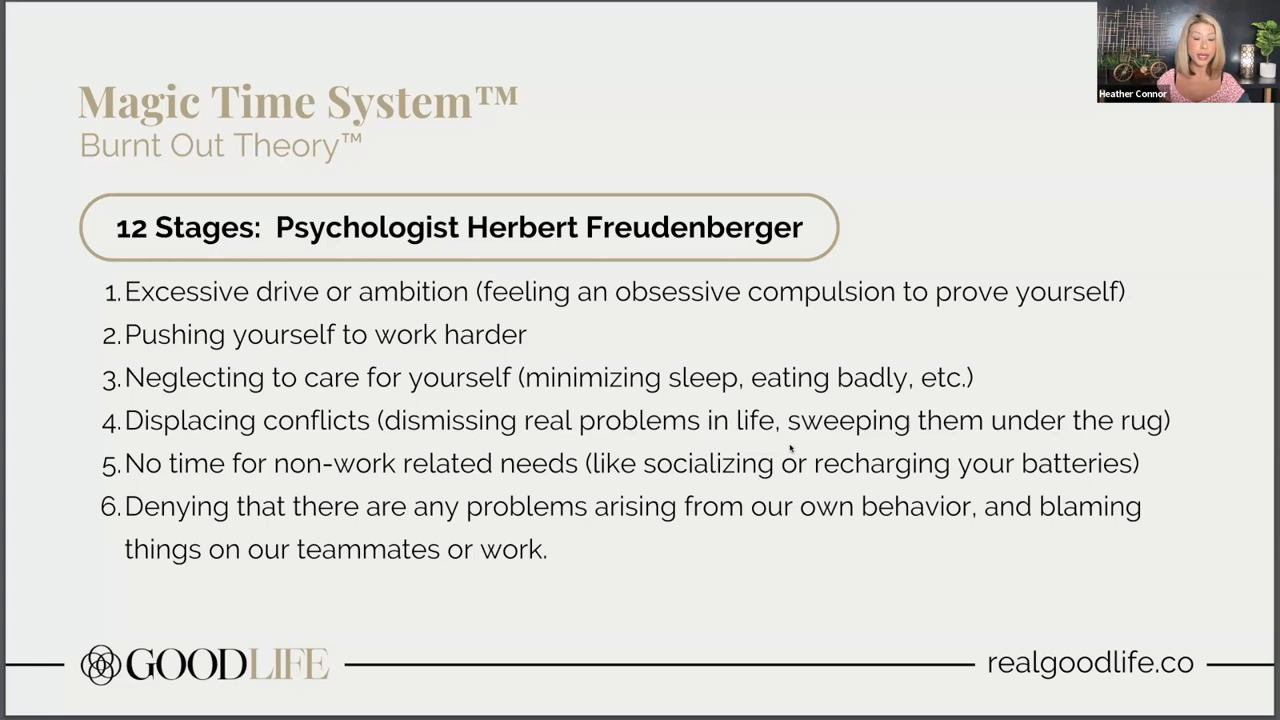 Heather Connor
Magic Time System™
Burnt Out Theory™
12 Stages:  Psychologist Herbert Freudenberger
1. Excessive drive or ambition (feeling an obsessive compulsion to prove yourself)
2. Pushing yourself to work harder
3. Neglecting to care for yourself (minimizing sleep, eating badly, etc.)
4. Displacing conflicts (dismissing real problems in life, sweeping them under the rug)
5. No time for non-work related needs (like socializing or recharging your batteries)
6. Denying that there are any problems arising from our own behavior, and blaming
things on our teammates or work.
GOODLIFE
realgoodlife.co